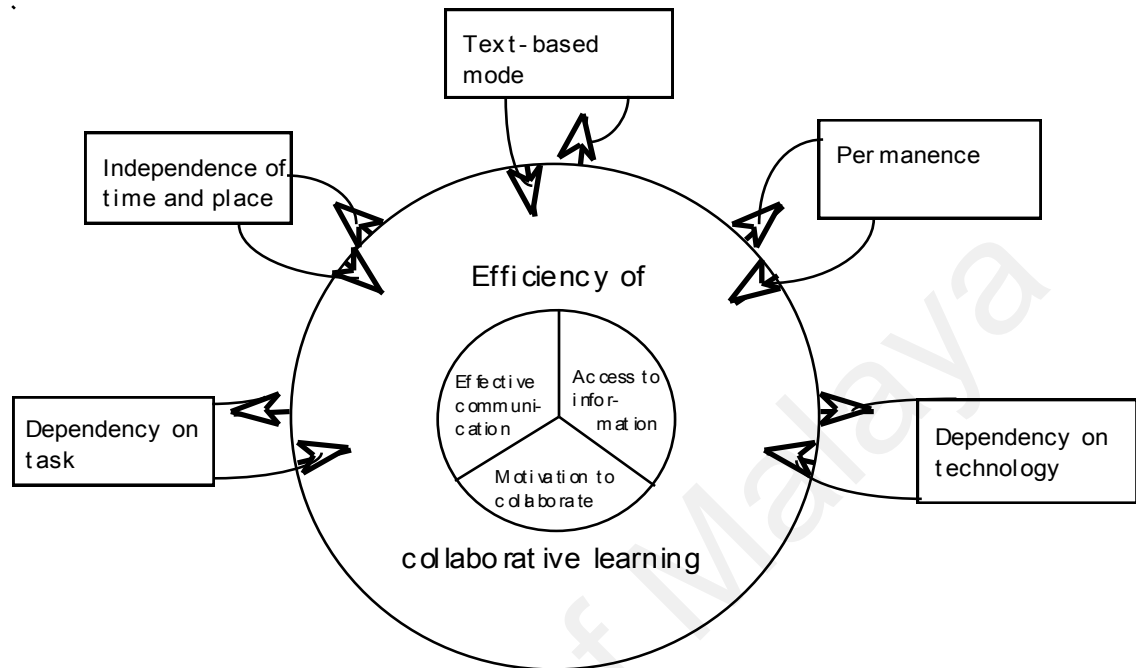 Text-based
mode
Independence of
time and place
Permanence
Efficiency of
Effective
communi-
cation
Access to
infor-
mation
Motivation to
collaborate
Dependency on
task
Dependency on
technology
collaborative learning
f Malaya